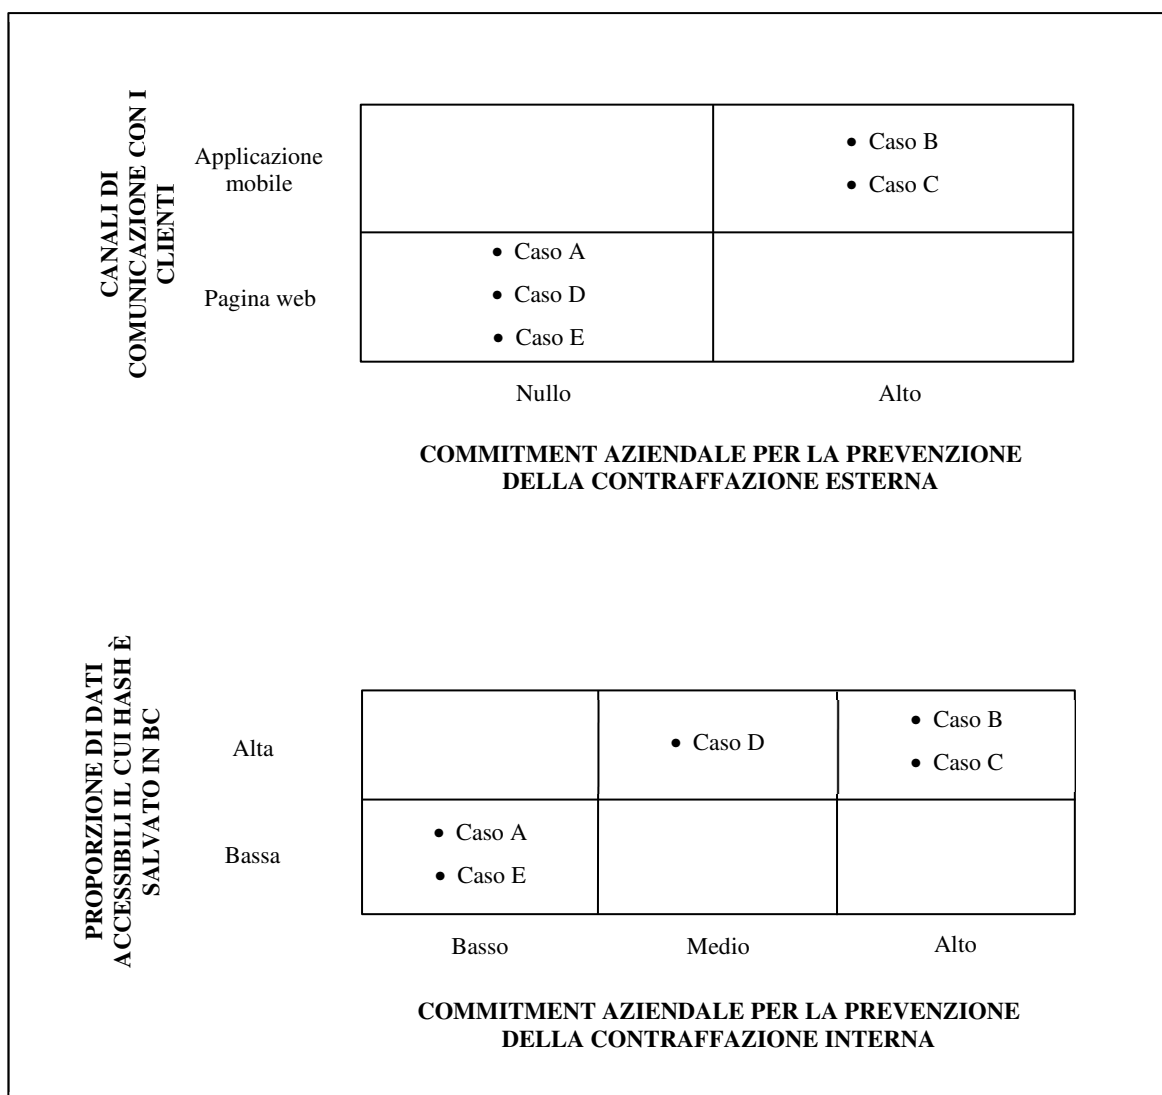 CANALI DI
COMUNICAZIONE CON I
CLIENTI
Applicazione
mobile
• Caso B
• Caso C
Pagina web
• Caso A
• Caso D
• Caso E
Nullo
Alto
COMMITMENT AZIENDALE PER LA PREVENZIONE
DELLA CONTRAFFAZIONE ESTERNA
PROPORZIONE DI DATI
ACCESSIBILI IL CUI HASH È
SALVATO IN BC
Alta
• Caso D
• Caso B
• Caso C
Bassa
• Caso A
• Caso E
Basso
Medio
Alto
COMMITMENT AZIENDALE PER LA PREVENZIONE
DELLA CONTRAFFAZIONE INTERNA